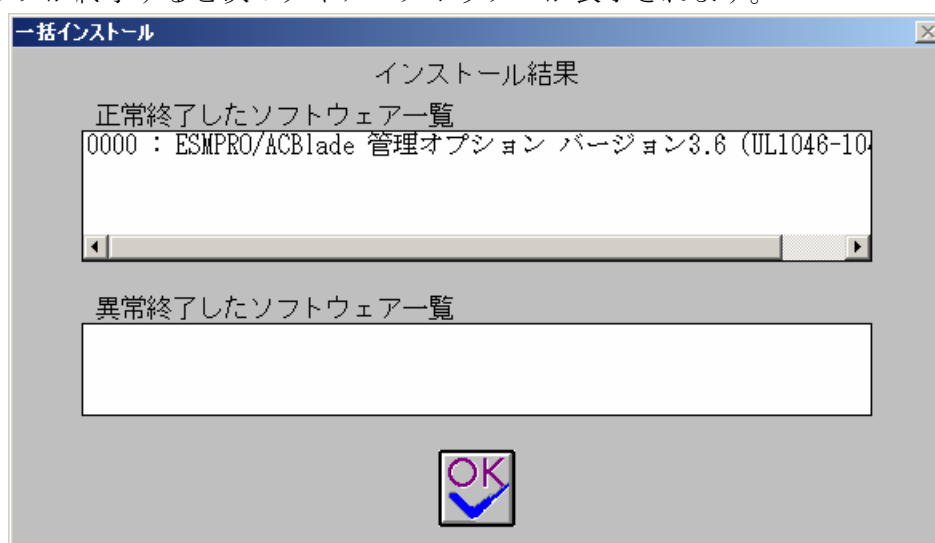 一括インストール
インストール結果
正常終了したソフトウェア一覧
0000 : ESMPRO/ACBlade 管理オプション バージョン3.6 (UL1046-10
異常終了したソフトウェア一覧
OK